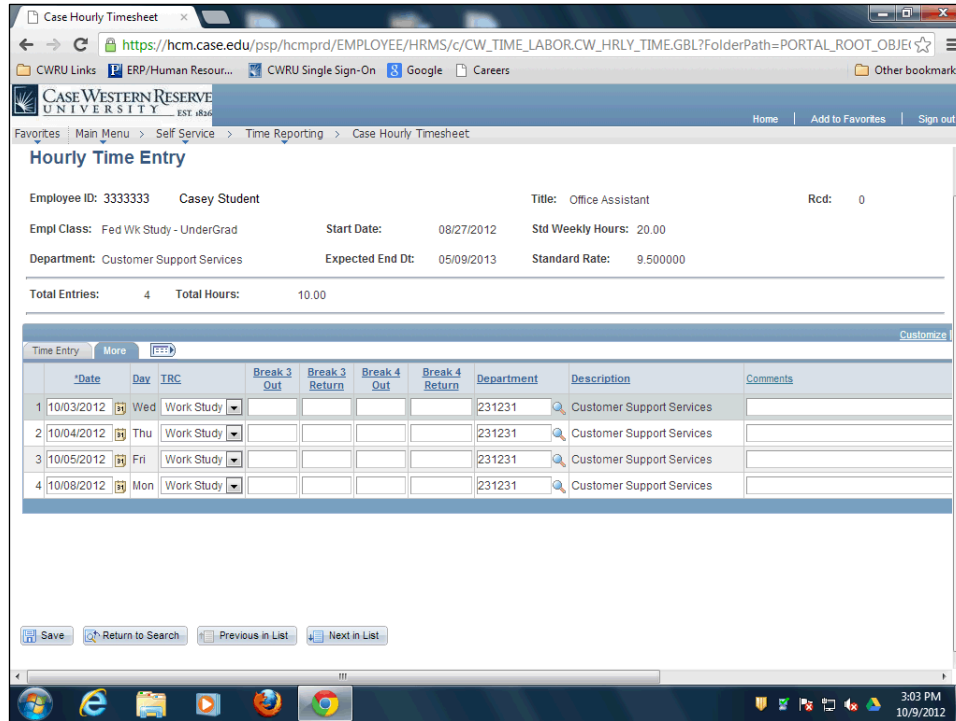 Case Hourly Timesheet
https://hcm.case.edu/psp/hcmprd/EMPLOYEE/HRMS/c/CW_TIME_LABOR.CW_HRLY_TIME.GBL?FolderPath=PORTAL_ROOT_OBJE
CWRU Links ERP/Human Resour... CWRU Single Sign-On Google Careers Other bookmark
CASE WESTERN RESERVE
UNIVERSITY EST. 1826
Home | Add to Favorites | Sign out
Favorites Main Menu > Self Service > Time Reporting > Case Hourly Timesheet
Hourly Time Entry
Employee ID: 3333333 Casey Student Title: Office Assistant Rcd: 0
Empl Class: Fed Wk Study - UnderGrad Start Date: 08/27/2012 Std Weekly Hours: 20.00
Department: Customer Support Services Expected End Dt: 05/09/2013 Standard Rate: 9.500000
Total Entries: 4 Total Hours: 10.00
Customize |
Time Entry More
*Date Day TRC Break 3 Out Break 3 Return Break 4 Out Break 4 Return Department Description Comments
1 10/03/2012 Wed Work Study 231231 Customer Support Services
2 10/04/2012 Thu Work Study 231231 Customer Support Services
3 10/05/2012 Fri Work Study 231231 Customer Support Services
4 10/08/2012 Mon Work Study 231231 Customer Support Services
Save Return to Search Previous in List Next in List
3:03 PM
10/9/2012